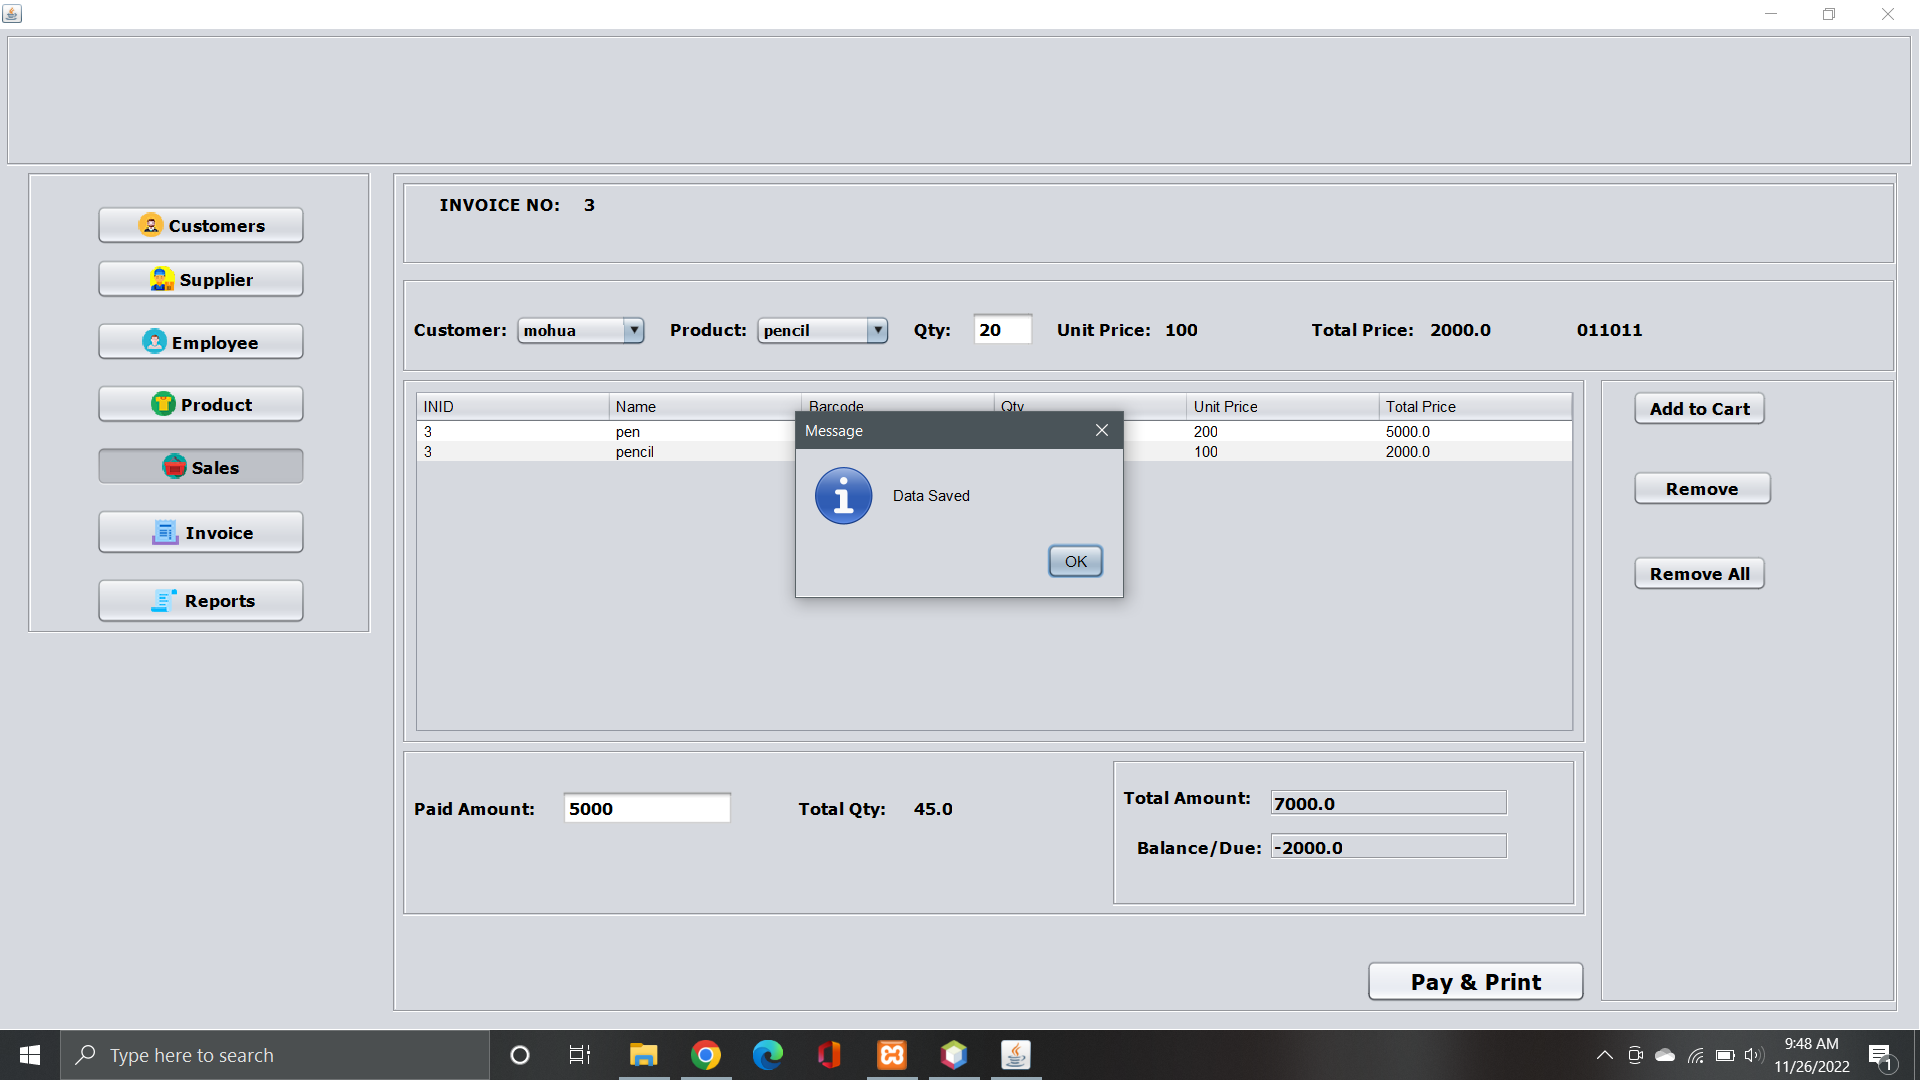 INVOICE NO: 3
Customers
Supplier
Employee
Product
Sales
Invoice
Reports
Customer: mohua Product: pencil Qty: 20 Unit Price: 100 Total Price: 2000.0 011011
INID Name Barcode Qty Unit Price Total Price
3 pen 200 5000.0
3 pencil 100 2000.0
Message
Data Saved
OK
Add to Cart
Remove
Remove All
Paid Amount: 5000 Total Qty: 45.0
Total Amount: 7000.0
Balance/Due: -2000.0
Pay & Print
Type here to search
9:48 AM
11/26/2022
1